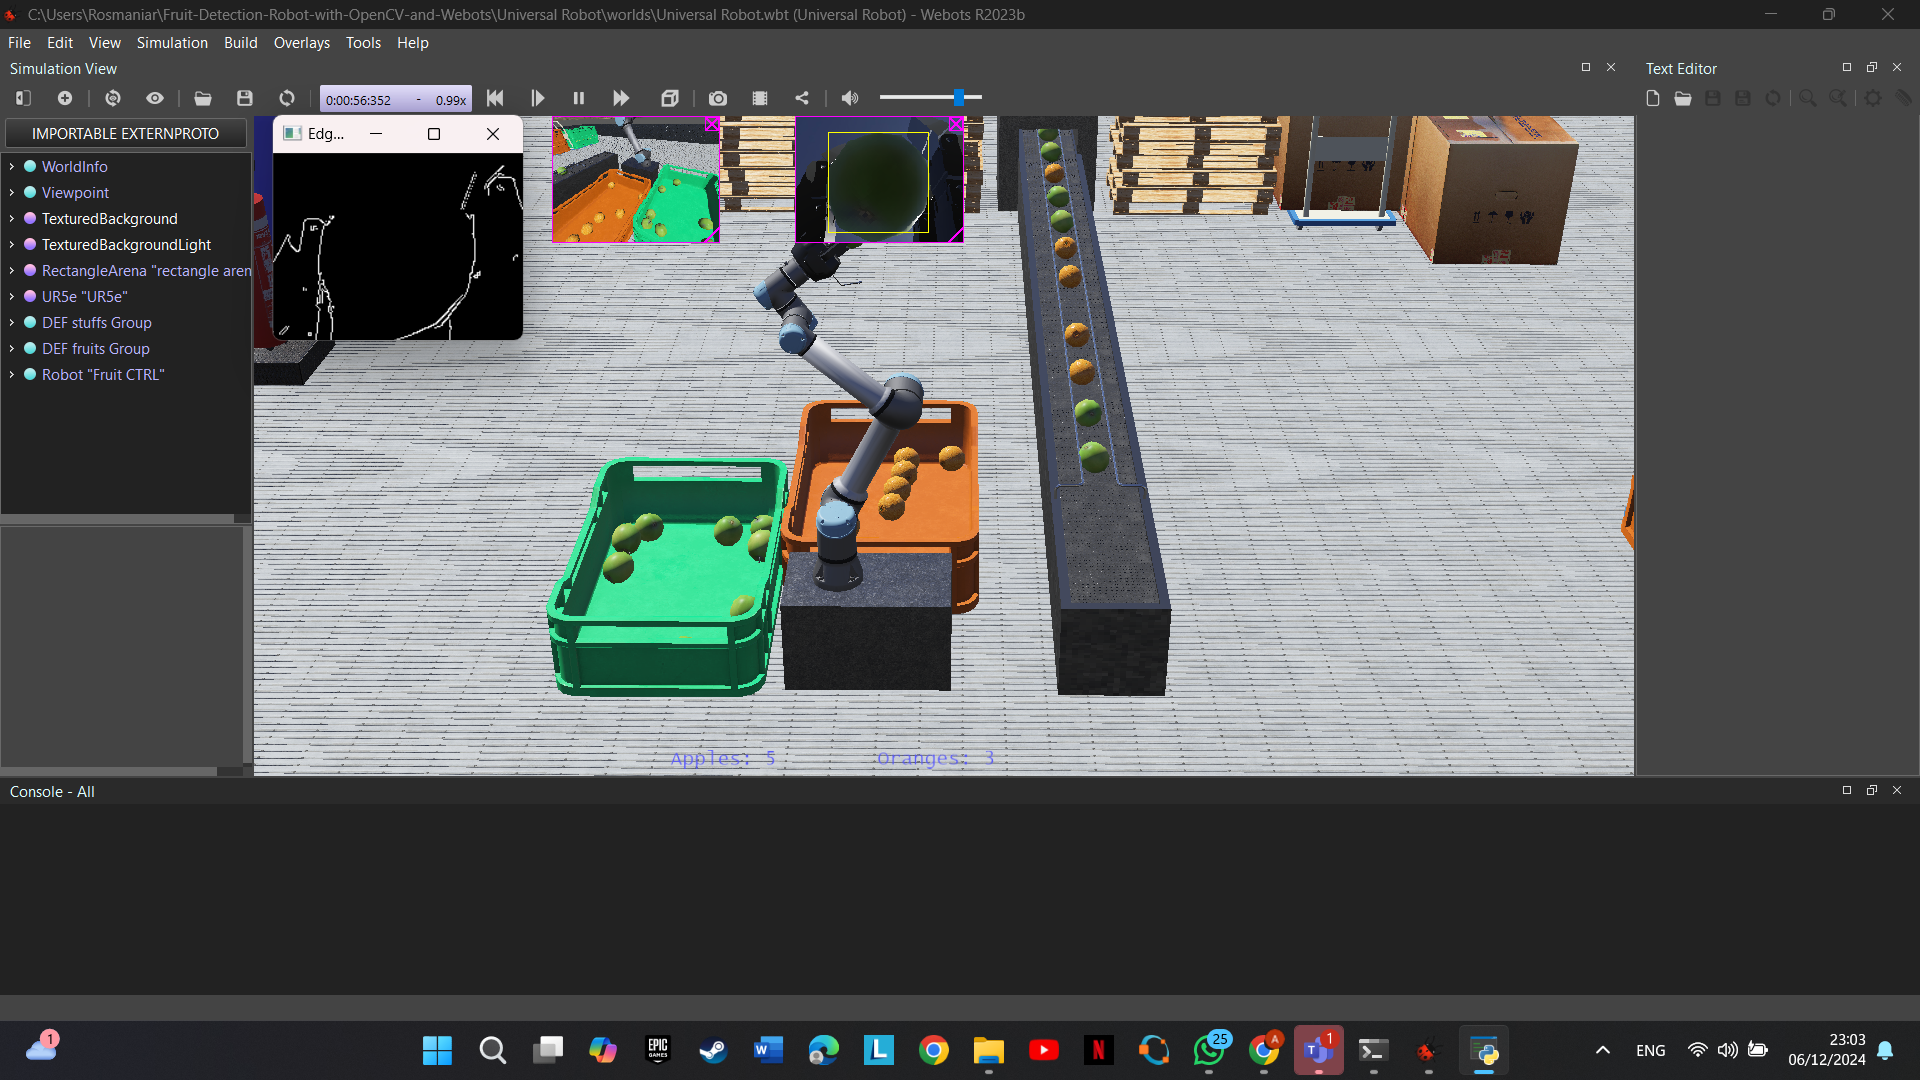 C:\Users\Rosmaniar\Fruit-Detection-Robot-with-OpenCV-and-Webots\Universal Robot\worlds\Universal Robot.wbt (Universal Robot) - Webots R2023b
File Edit View Simulation Build Overlays Tools Help
Simulation View
Text Editor
0:00:56:352 - 0.99x
IMPORTABLE EXTERNPROTO
Edg...
WorldInfo
Viewpoint
TexturedBackground
TexturedBackgroundLight
RectangleArena "rectangle aren
UR5e "UR5e"
DEF stuffs Group
DEF fruits Group
Robot "Fruit CTRL"
Apples: 5 Oranges: 3
Console - All
1
EPIC
GAMES
W
L
N
25
A
T
1
ENG
23:03
06/12/2024